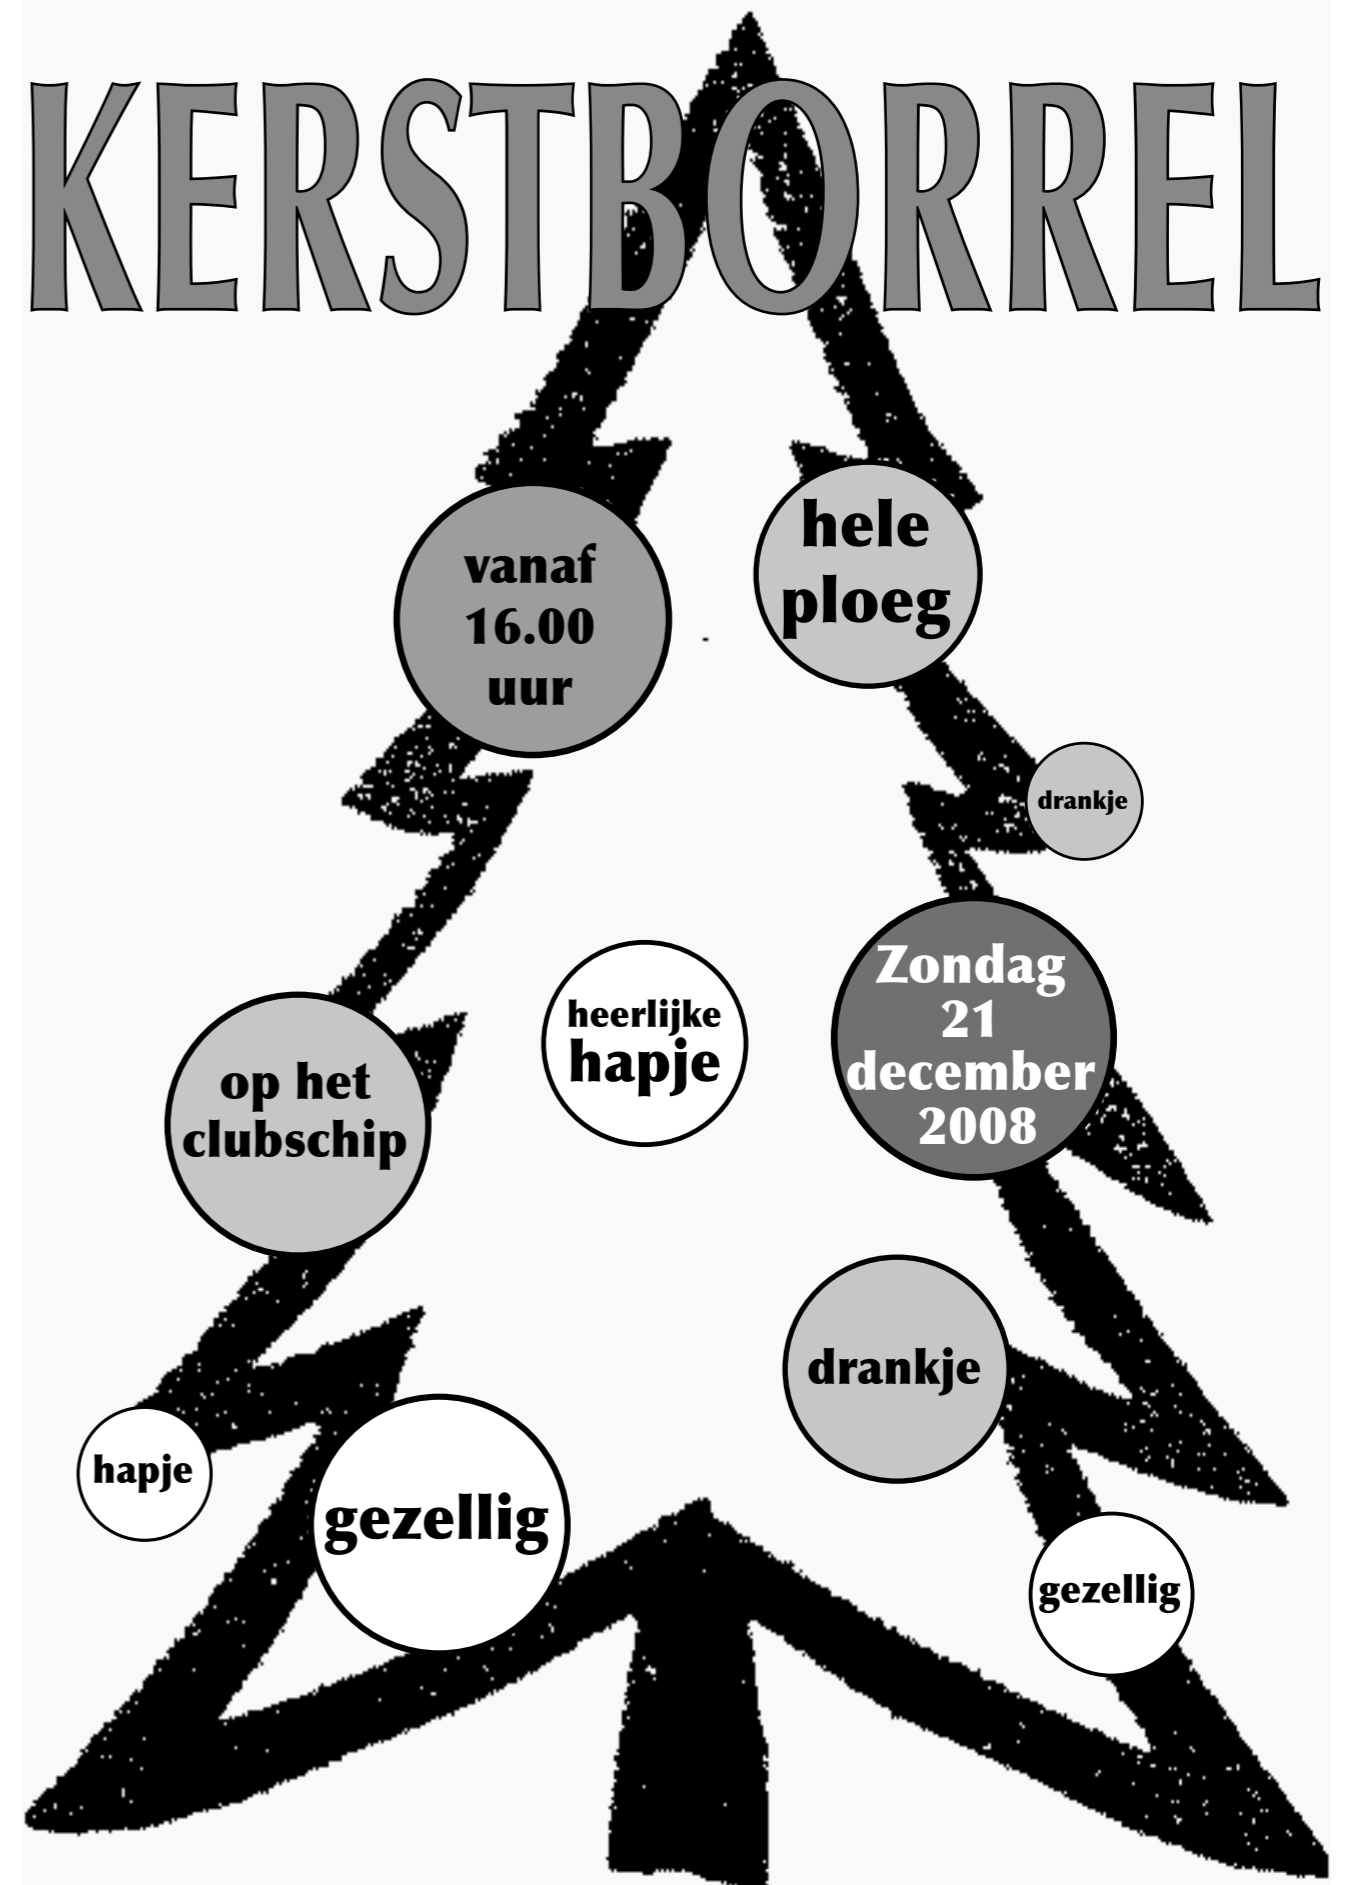 KERSTBORREL
vanaf
16.00
uur
hele
ploeg
drankje
Zondag
21
december
2008
heerlijke
hapje
op het
clubschip
drankje
hapje
gezellig
gezellig